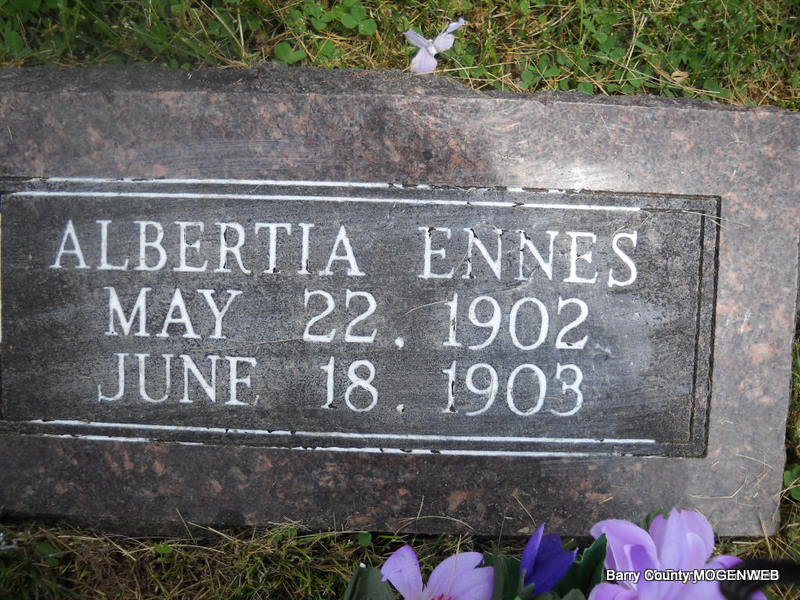 ALBERTIA ENNES
MAY 22, 1902
JUNE 18, 1903
Barry County MOGENWEB